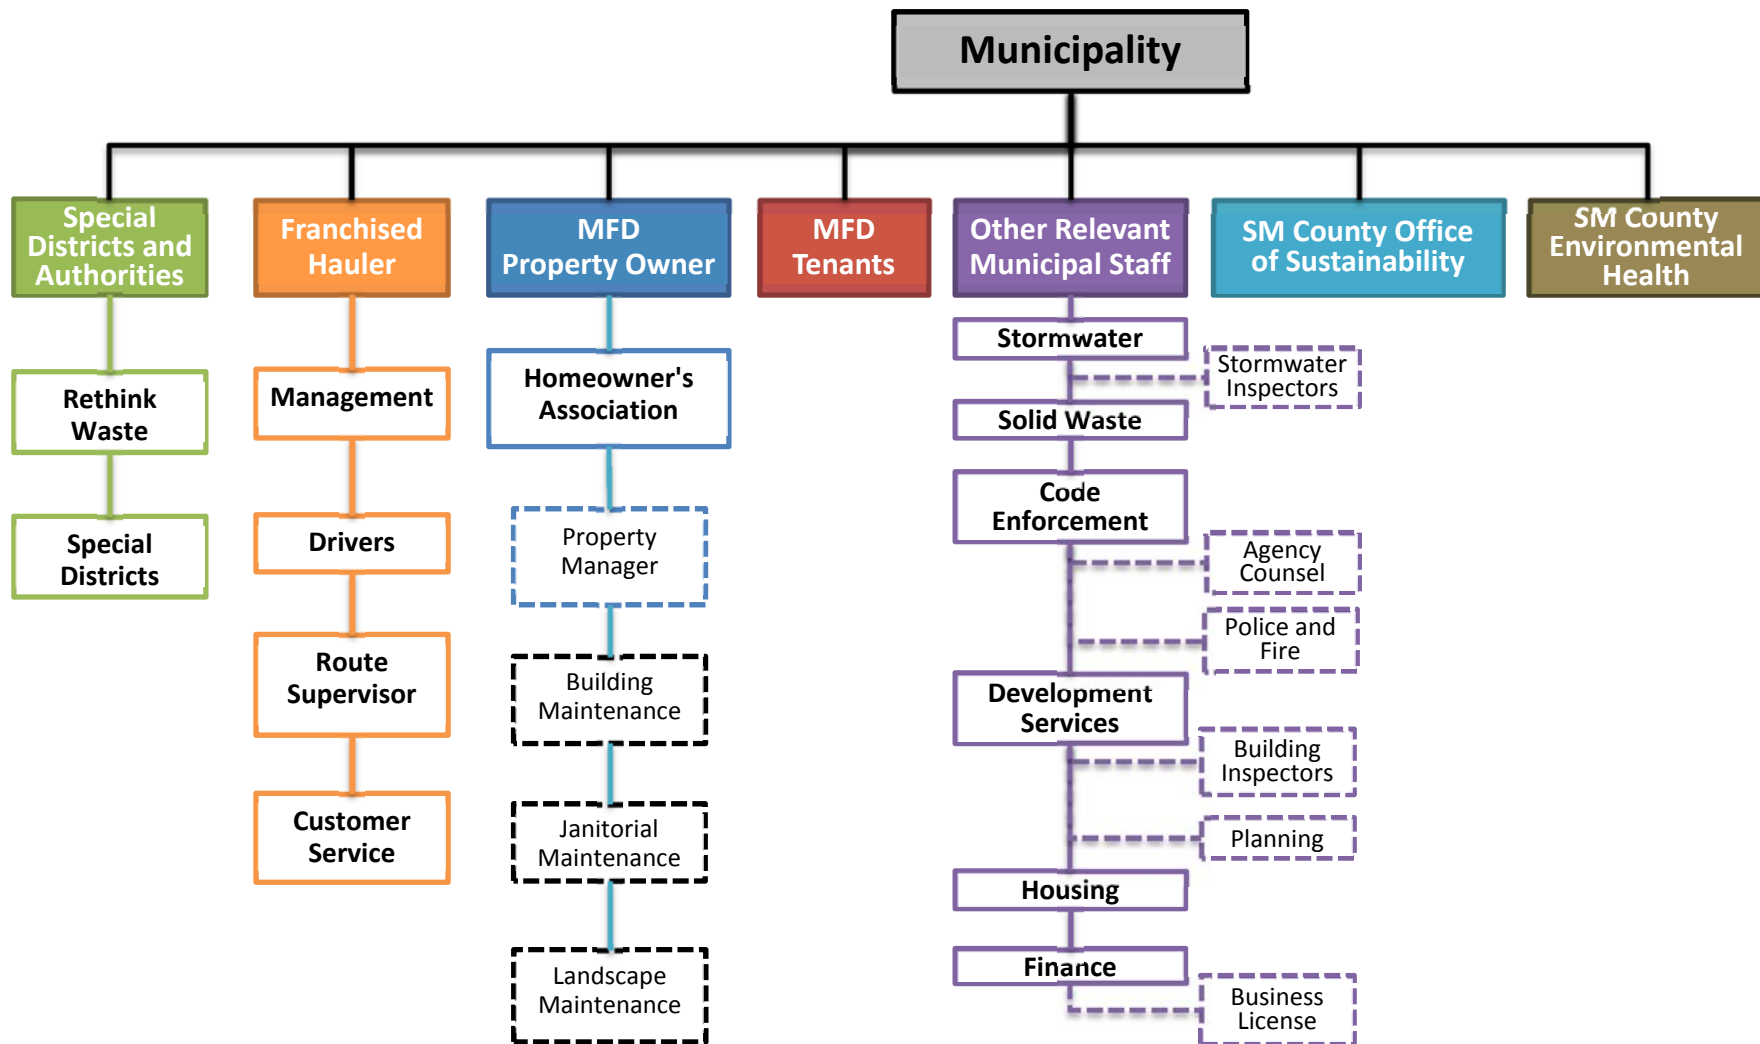 Municipality
Special
Districts and
Authorities
Franchised
Hauler
MFD
Property Owner
MFD
Tenants
Other Relevant
Municipal Staff
SM County Office
of Sustainability
SM County
Environmental
Health
Rethink
Waste
Special
Districts
Management
Drivers
Route
Supervisor
Customer
Service
Homeowner's
Association
Property
Manager
Building
Maintenance
Janitorial
Maintenance
Landscape
Maintenance
Stormwater
Stormwater
Inspectors
Solid Waste
Code
Enforcement
Agency
Counsel
Police and
Fire
Development
Services
Building
Inspectors
Planning
Housing
Finance
Business
License